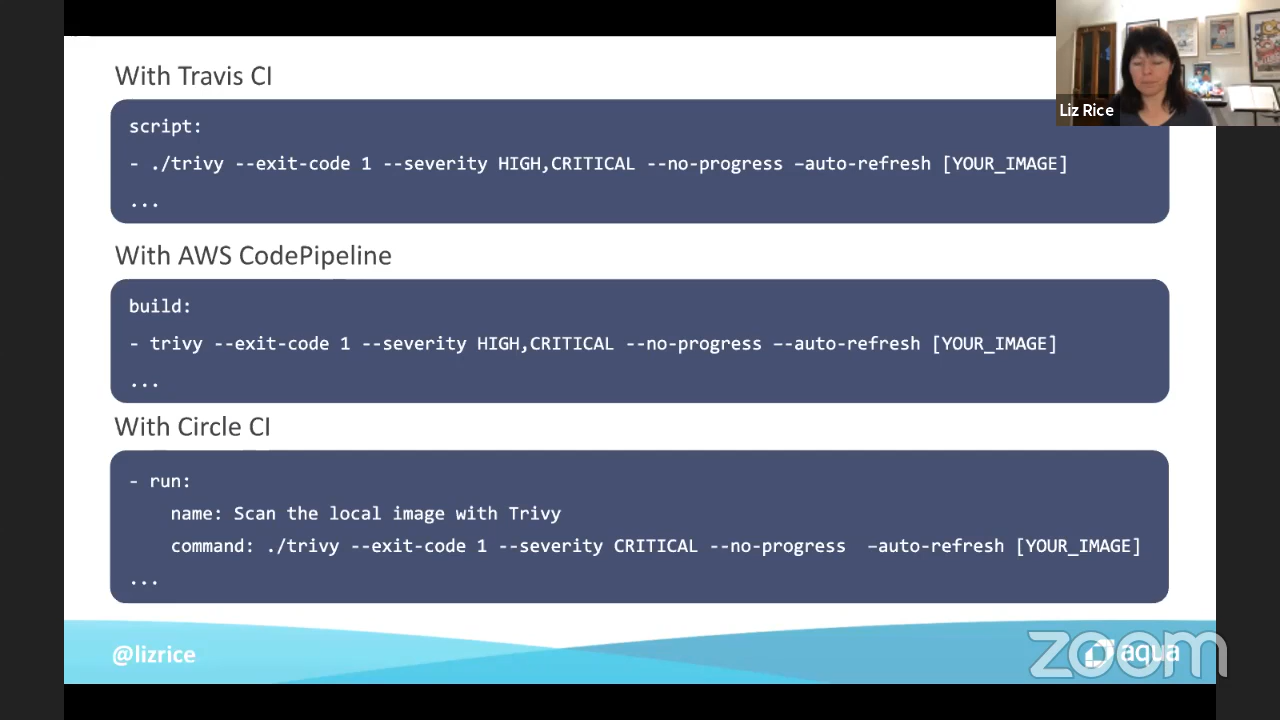 With Travis CI
script:
- ./trivy --exit-code 1 --severity HIGH,CRITICAL --no-progress –auto-refresh [YOUR_IMAGE]
...
With AWS CodePipeline
build:
- trivy --exit-code 1 --severity HIGH,CRITICAL --no-progress –-auto-refresh [YOUR_IMAGE]
...
With Circle CI
- run:
name: Scan the local image with Trivy
command: ./trivy --exit-code 1 --severity CRITICAL --no-progress –auto-refresh [YOUR_IMAGE]
...
Liz Rice
@lizrice
aqua
zoom